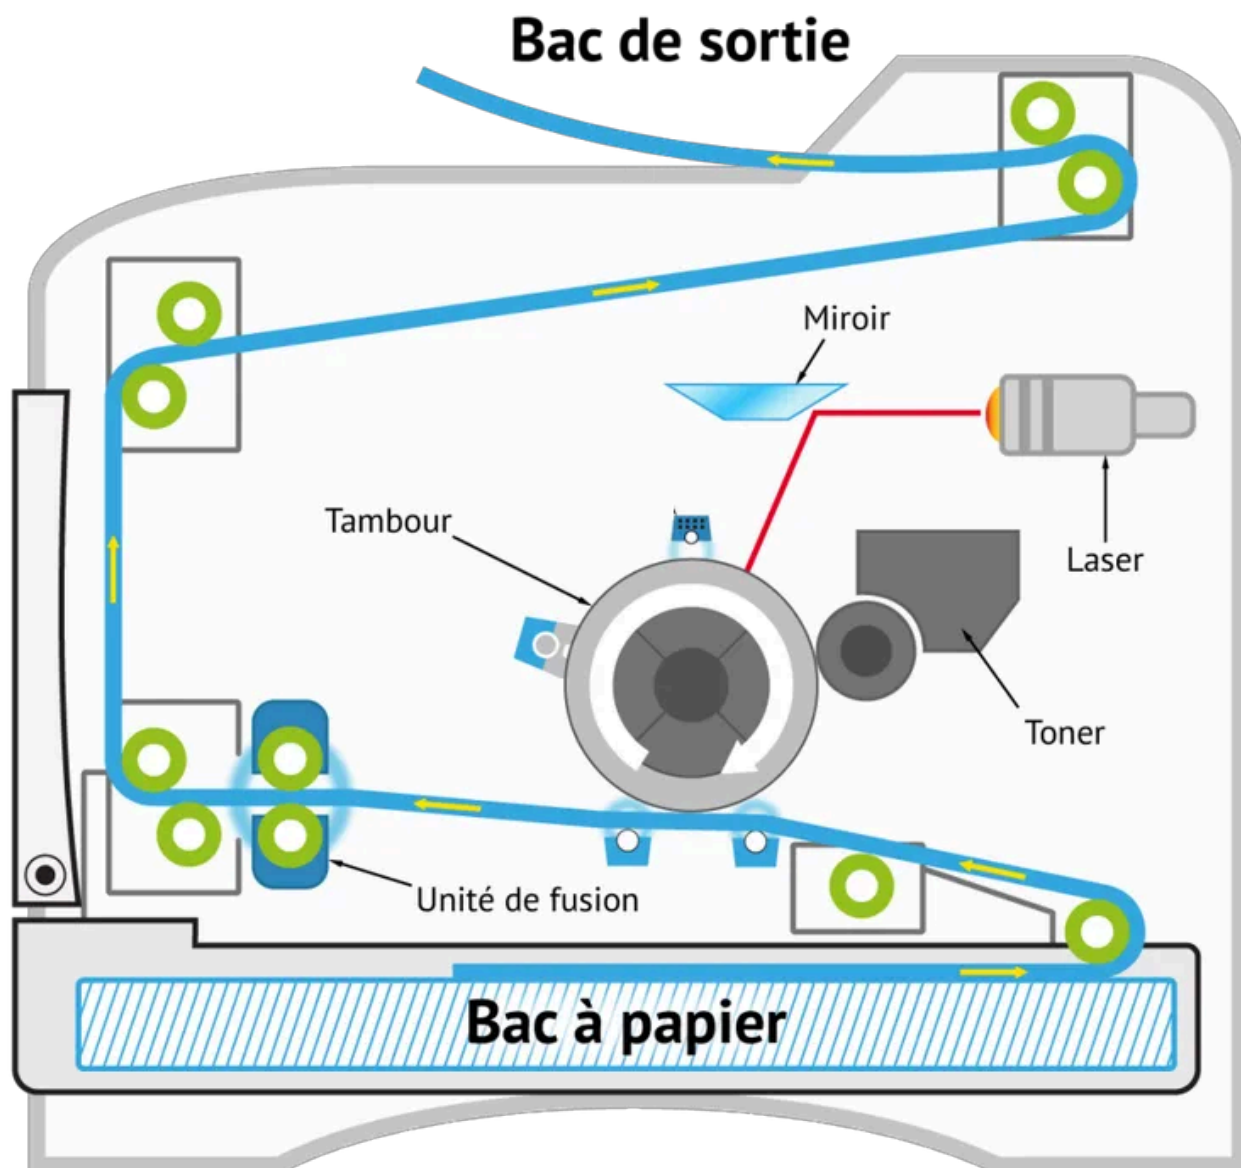 Bac de sortie
Miroir
Tambour
Laser
Toner
Unité de fusion
Bac à papier